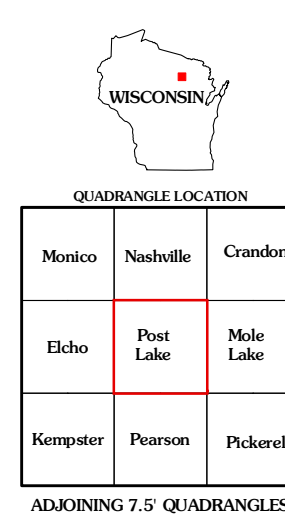 WISCONSIN
QUADRANGLE LOCATION
Monico Nashville Crandon
Elcho Post Lake Mole Lake
Kempster Pearson Pickerel
ADJOINING 7.5' QUADRANGLES